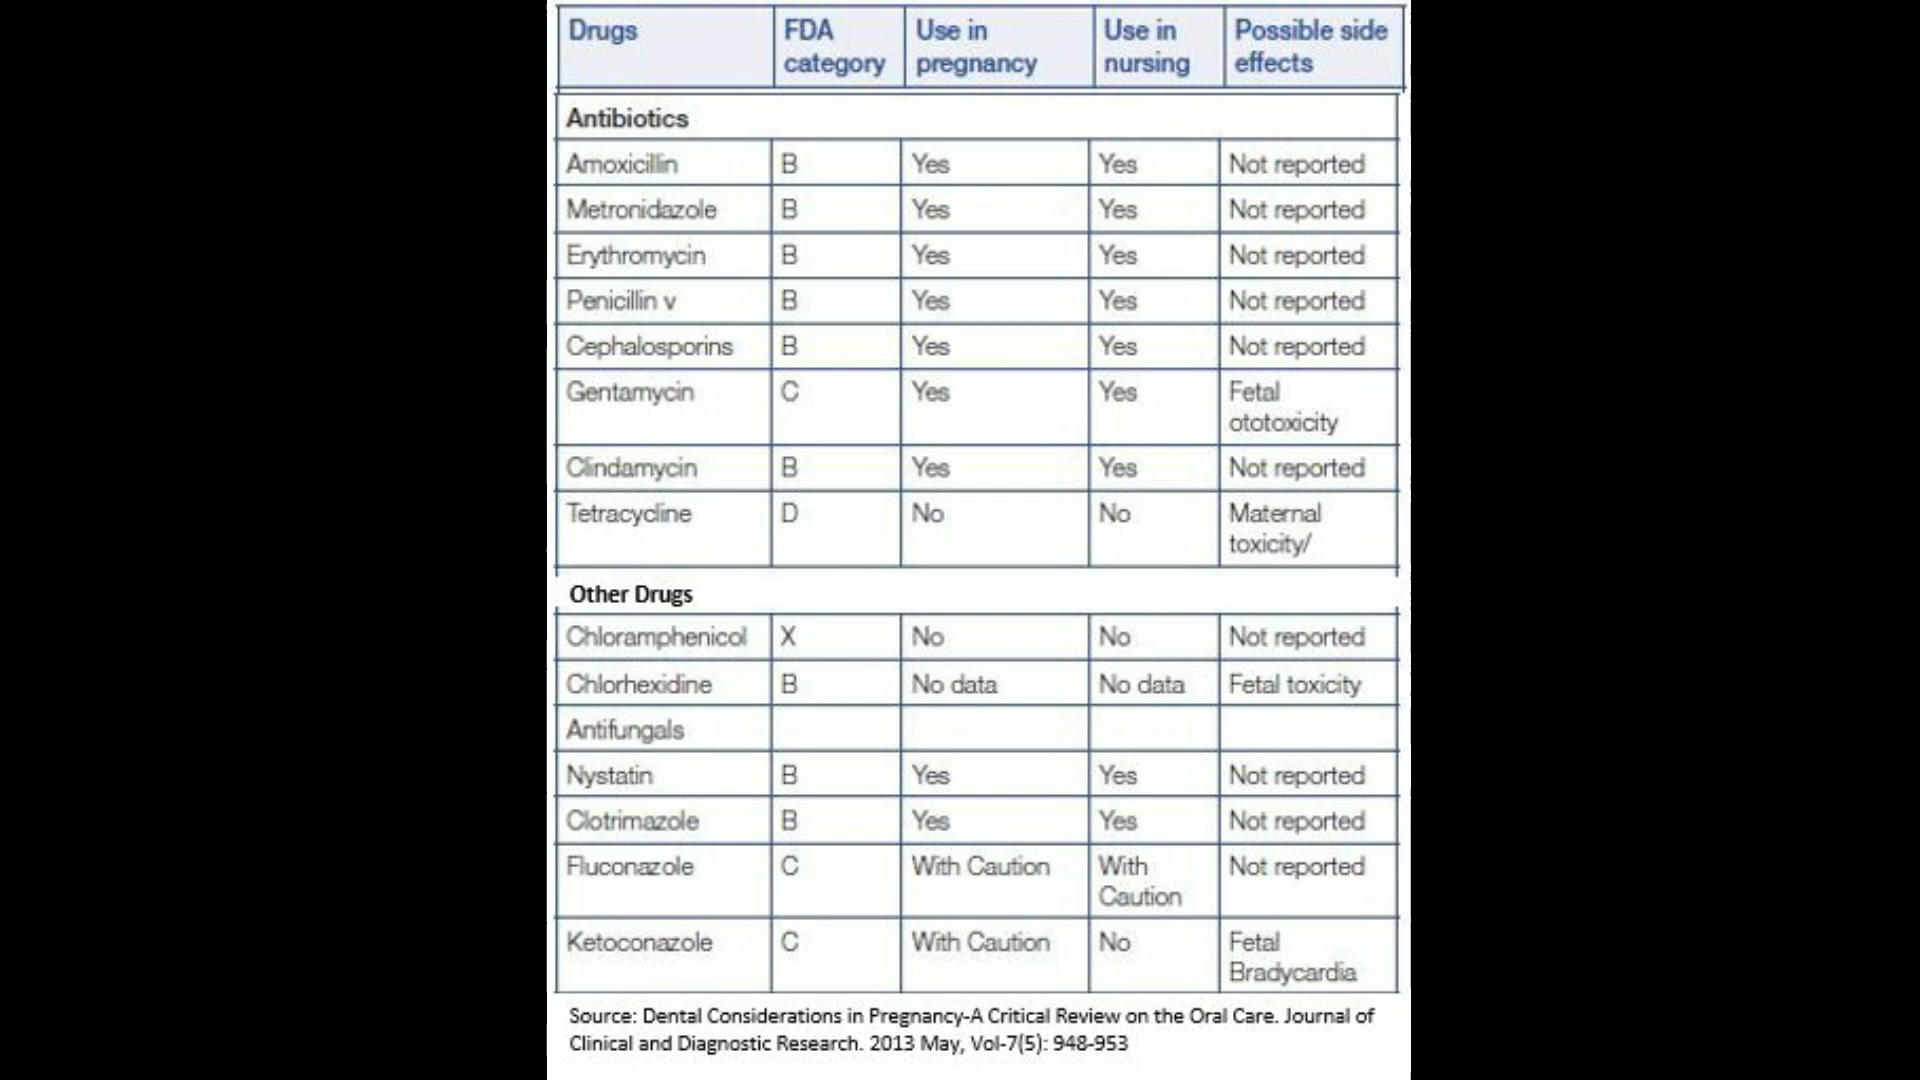 Drugs FDA category Use in pregnancy Use in nursing Possible side effects
Antibiotics
Amoxicillin B Yes Yes Not reported
Metronidazole B Yes Yes Not reported
Erythromycin B Yes Yes Not reported
Penicillin v B Yes Yes Not reported
Cephalosporins B Yes Yes Not reported
Gentamycin C Yes Yes Fetal ototoxicity
Clindamycin B Yes Yes Not reported
Tetracycline D No No Maternal toxicity/
Other Drugs
Chloramphenicol X No No Not reported
Chlorhexidine B No data No data Fetal toxicity
Antifungals
Nystatin B Yes Yes Not reported
Clotrimazole B Yes Yes Not reported
Fluconazole C With Caution With Caution Not reported
Ketoconazole C With Caution No Fetal Bradycardia
Source: Dental Considerations in Pregnancy-A Critical Review on the Oral Care. Journal of
Clinical and Diagnostic Research. 2013 May, Vol-7(5): 948-953